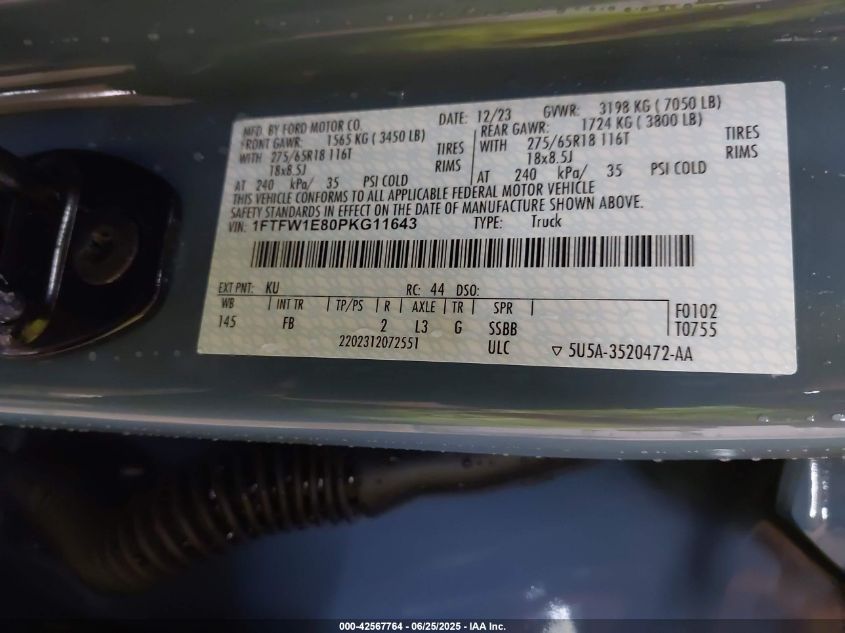 MFD. BY FORD MOTOR CO. DATE: 12/23 GVWR: 3198 KG ( 7050 LB)
FRONT GAWR: 1565 KG ( 3450 LB) REAR GAWR: 1724 KG ( 3800 LB)
WITH 275/65R18 116T TIRES WITH 275/65R18 116T TIRES
18x8.5J RIMS 18x8.5J RIMS
AT 240 kPa/ 35 PSI COLD AT 240 kPa/ 35 PSI COLD
THIS VEHICLE CONFORMS TO ALL APPLICABLE FEDERAL MOTOR VEHICLE
SAFETY STANDARDS IN EFFECT ON THE DATE OF MANUFACTURE SHOWN ABOVE.
VIN: 1FTFW1E80PKG11643 TYPE: Truck
EXT PNT: KU RC: 44 DSO:
WB INT TR TP/PS R AXLE TR SPR F0102
145 FB 2 L3 G SSBB T0755
2202312072551 ULC ▽ 5U5A-3520472-AA
000-42567764 - 06/25/2025 - IAA Inc.